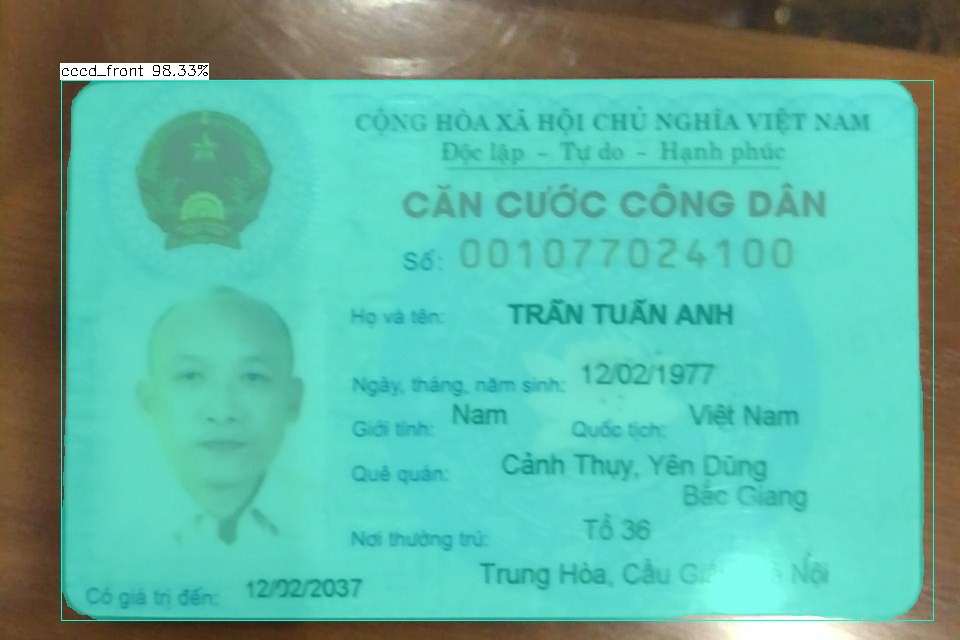 cccd_front 98.33%
CỘNG HÒA XÃ HỘI CHỦ NGHĨA VIỆT NAM
Độc lập - Tự do - Hạnh phúc
CĂN CƯỚC CÔNG DÂN
Số: 001077024100
Họ và tên: TRẦN TUẤN ANH
Ngày, tháng, năm sinh: 12/02/1977
Giới tính: Nam Quốc tịch: Việt Nam
Quê quán: Cảnh Thụy, Yên Dũng
Bắc Giang
Nơi thường trú: Tổ 36
Trung Hòa, Cầu Nội
Có giá trị đến: 12/02/2037